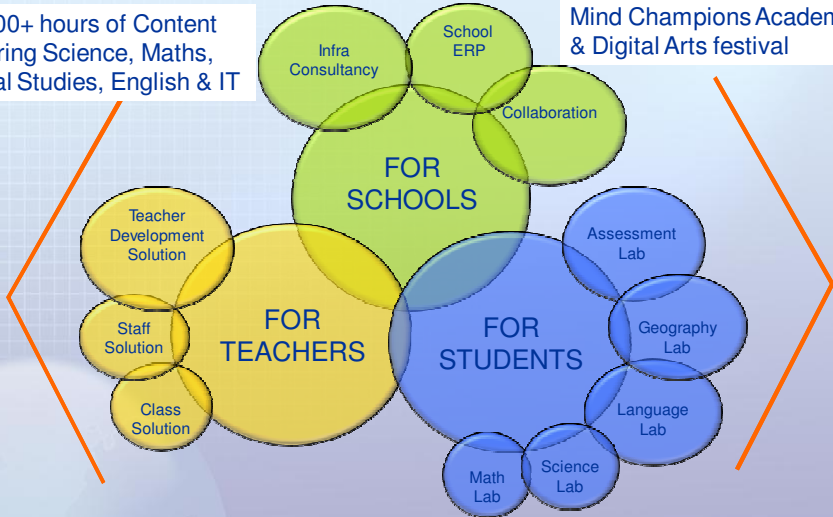 00+ hours of Content
ring Science, Maths,
al Studies, English & IT
Mind Champions Academ
& Digital Arts festival
Infra
Consultancy
School
ERP
Collaboration
FOR
SCHOOLS
Teacher
Development
Solution
Staff
Solution
Class
Solution
FOR
TEACHERS
FOR
STUDENTS
Assessment
Lab
Geography
Lab
Language
Lab
Science
Lab
Math
Lab